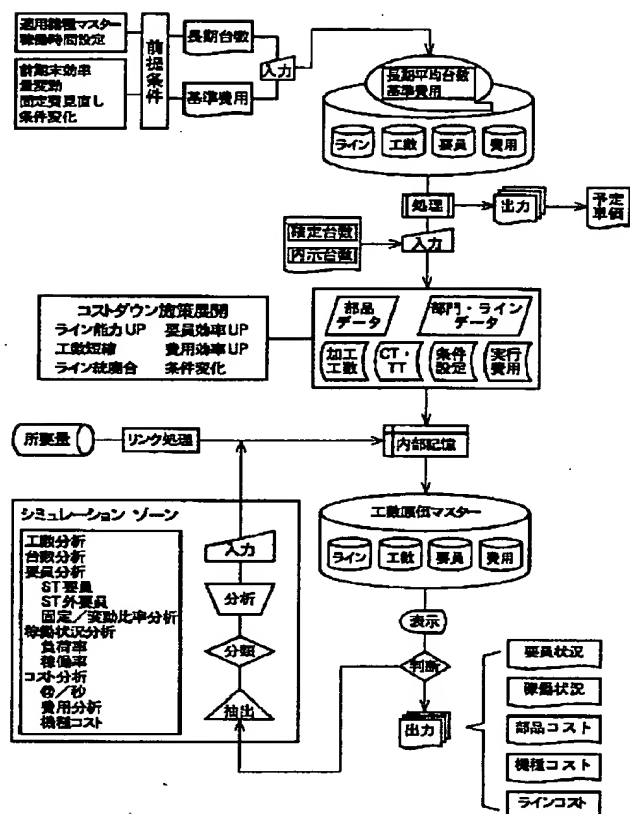 適用機種マスター
稼働時間設定
前期末効率
量変動
固定費見直し
条件変化
前提条件
長期台数
基準費用
入力
長期平均台数
基準費用
ライン
工数
要員
費用
処理
出力
予定
単価
確定台数
内示台数
入力
コストダウン施策展開
ライン能力UP 要員効率UP
工数短縮 費用効率UP
ライン統廃合 条件変化
部品
データ
部門・ライン
データ
加工
工数
CT・
TT
条件
設定
実行
費用
所要量
リンク処理
内部記憶
シミュレーション ゾーン
工数分析
台数分析
要員分析
ST要員
ST外要員
固定/変動比率分析
稼働状況分析
負荷率
稼働率
コスト分析
@/秒
費用分析
機種コスト
入力
分析
分類
抽出
工数原伝マスター
ライン
工数
要員
費用
表示
判断
出力
要員状況
稼働状況
部品コスト
機種コスト
ラインコスト